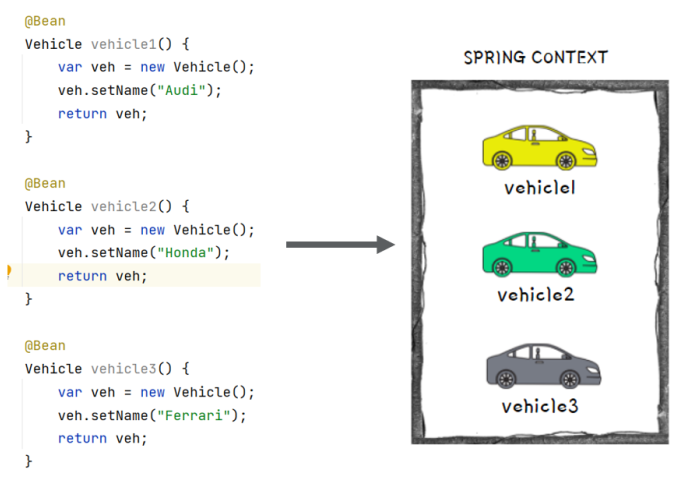 @Bean
Vehicle vehicle1() {
    var veh = new Vehicle();
    veh.setName("Audi");
    return veh;
}
@Bean
Vehicle vehicle2() {
    var veh = new Vehicle();
    veh.setName("Honda");
    return veh;
}
@Bean
Vehicle vehicle3() {
    var veh = new Vehicle();
    veh.setName("Ferrari");
    return veh;
}
SPRING CONTEXT
vehicle1
vehicle2
vehicle3